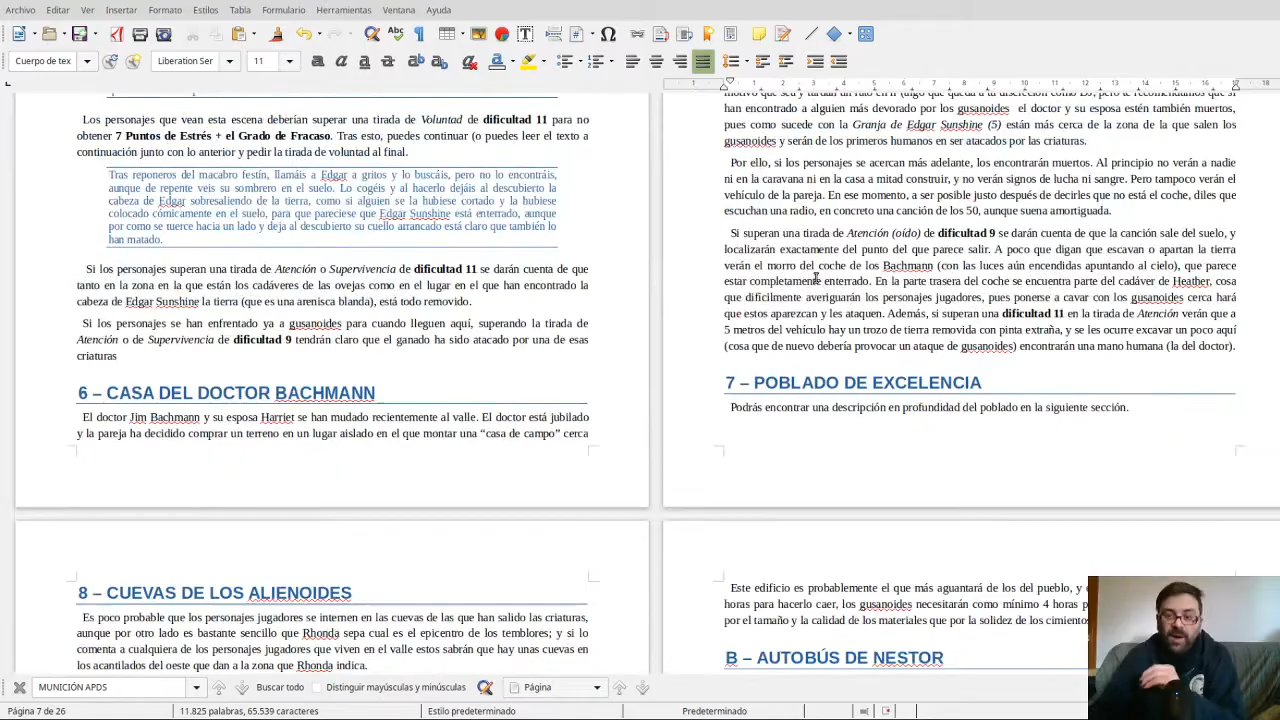 Archivo Editar Ver Insertar Formato Estilos Tabla Formulario Herramientas Ventana Ayuda
Cuerpo de tex Liberation Ser 11
1 1 2 3 4 5 6 7 8 9 10 11 12 13 14 15 16 17 18
Los personajes que vean esta escena deberían superar una tirada de Voluntad de dificultad 11 para no
obtener 7 Puntos de Estrés + el Grado de Fracaso. Tras esto, puedes continuar (o puedes leer el texto a
continuación junto con lo anterior y pedir la tirada de voluntad al final.
Tras reponeros del macabro festín, llamáis a Edgar a gritos y lo buscáis, pero no lo encontráis,
aunque de repente veis su sombrero en el suelo. Lo cogéis y al hacerlo dejáis al descubierto la
cabeza de Edgar sobresaliendo de la tierra, como si alguien se la hubiese cortado y la hubiese
colocado cómicamente en el suelo, para que pareciese que Edgar Sunshine está enterrado, aunque
por como se tuerce hacia un lado y deja al descubierto su cuello arrancado está claro que también lo
han matado.
Si los personajes superan una tirada de Atención o Supervivencia de dificultad 11 se darán cuenta de que
tanto en la zona en la que están los cadáveres de las ovejas como en el lugar en el que han encontrado la
cabeza de Edgar Sunshine la tierra (que es una arenisca blanda), está todo removido.
Si los personajes se han enfrentado ya a gusanoides para cuando lleguen aquí, superando la tirada de
Atención o de Supervivencia de dificultad 9 tendrán claro que el ganado ha sido atacado por una de esas
criaturas
6 – CASA DEL DOCTOR BACHMANN
El doctor Jim Bachmann y su esposa Harriet se han mudado recientemente al valle. El doctor está jubilado
y la pareja ha decidido comprar un terreno en un lugar aislado en el que montar una “casa de campo” cerca
han encontrado a alguien más devorado por los gusanoides el doctor y su esposa estén también muertos,
pues como sucede con la Granja de Edgar Sunshine (5) están más cerca de la zona de la que salen los
gusanoides y serán de los primeros humanos en ser atacados por las criaturas.
Por ello, si los personajes se acercan más adelante, los encontrarán muertos. Al principio no verán a nadie
ni en la caravana ni en la casa a mitad construir, y no verán signos de lucha ni sangre. Pero tampoco verán el
vehículo de la pareja. En ese momento, a ser posible justo después de decirles que no está el coche, diles que
escuchan una radio, en concreto una canción de los 50, aunque suena amortiguada.
Si superan una tirada de Atención (oído) de dificultad 9 se darán cuenta de que la canción sale del suelo, y
localizarán exactamente del punto del que parece salir. A poco que digan que escavan o apartan la tierra
verán el morro del coche de los Bachmann (con las luces aún encendidas apuntando al cielo), que parece
estar completamente enterrado. En la parte trasera del coche se encuentra parte del cadáver de Heather, cosa
que difícilmente averiguarán los personajes jugadores, pues ponerse a cavar con los gusanoides cerca hará
que estos aparezcan y les ataquen. Además, si superan una dificultad 11 en la tirada de Atención verán que a
5 metros del vehículo hay un trozo de tierra removida con pinta extraña, y se les ocurre excavar un poco aquí
(cosa que de nuevo debería provocar un ataque de gusanoides) encontrarán una mano humana (la del doctor).
7 – POBLADO DE EXCELENCIA
Podrás encontrar una descripción en profundidad del poblado en la siguiente sección.
8 – CUEVAS DE LOS ALIENOIDES
Es poco probable que los personajes jugadores se internen en las cuevas de las que han salido las criaturas,
aunque por otro lado es bastante sencillo que Rhonda sepa cual es el epicentro de los temblores; y si lo
comenta a cualquiera de los personajes jugadores que viven en el valle estos sabrán que hay unas cuevas en
los acantilados del oeste que dan a la zona que Rhonda indica.
Este edificio es probablemente el que más aguantará de los del pueblo, y
horas para hacerlo caer, los gusanoides necesitarán como mínimo 4 horas
por el tamaño y la calidad de los materiales que por la solidez de los cimientos
B – AUTOBÚS DE NESTOR
MUNICIÓN APDS Buscar todo Distinguir mayúsculas y minúsculas Página
Página 7 de 26 11.825 palabras, 65.539 caracteres Estilo predeterminado Predeterminado